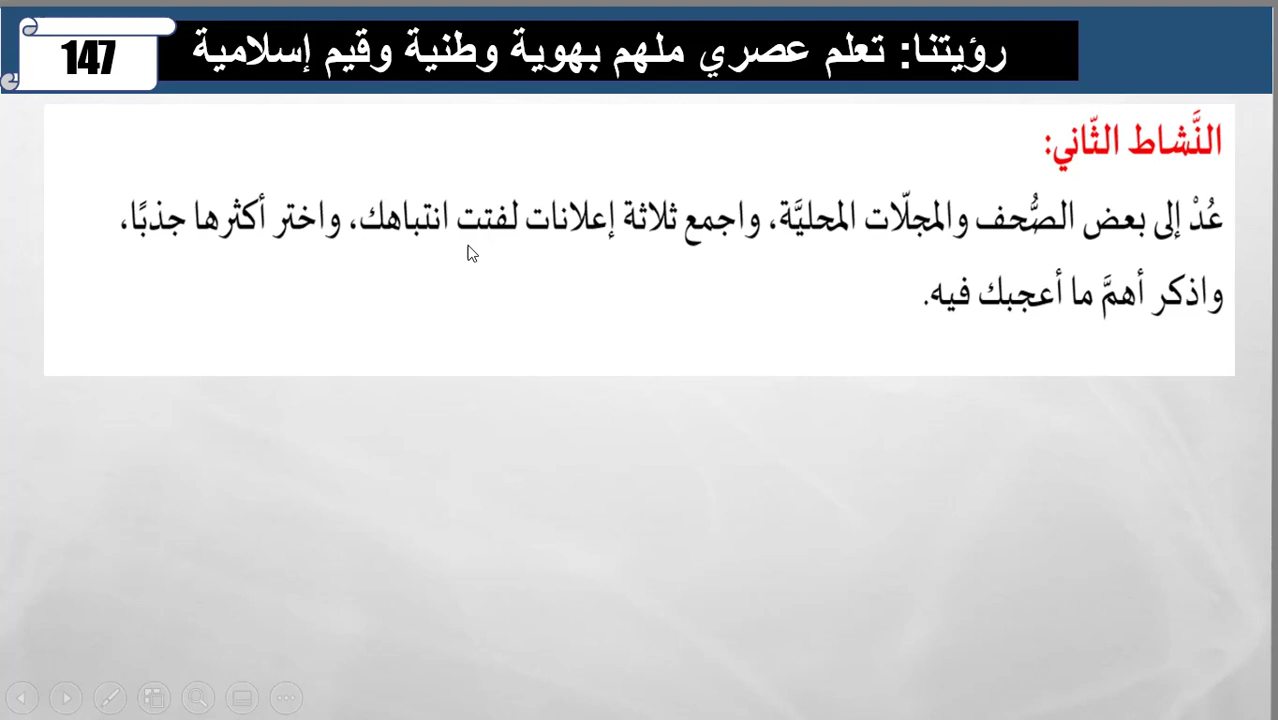 147
رؤيتنا: تعلم عصري ملهم بهوية وطنية وقيم إسلامية
النَّشاط الثّاني:
عُدْ إلى بعض الصُّحف والمجلّات المحليَّة، واجمع ثلاثة إعلانات لفتت انتباهك، واختر أكثرها جذبًا،
واذكر أهمَّ ما أعجبك فيه.